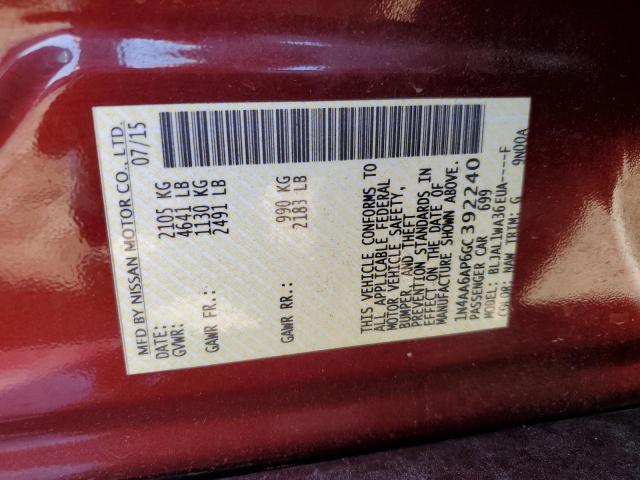 MFD BY NISSAN MOTOR CO., LTD.
DATE: 07/15
GVWR: 2105 KG
4641 LB
GAWR FR: 1130 KG
2491 LB
GAWR RR: 990 KG
2183 LB
THIS VEHICLE CONFORMS TO
ALL APPLICABLE FEDERAL
MOTOR VEHICLE SAFETY,
BUMPER, AND THEFT
PREVENTION STANDARDS IN
EFFECT ON THE DATE OF
MANUFACTURE SHOWN ABOVE.
1N4AA6AP6GC392240
PASSENGER CAR 699
MODEL: BLJALJWA36EUA----F
COLOR: NAW TRIM: G 9N00A